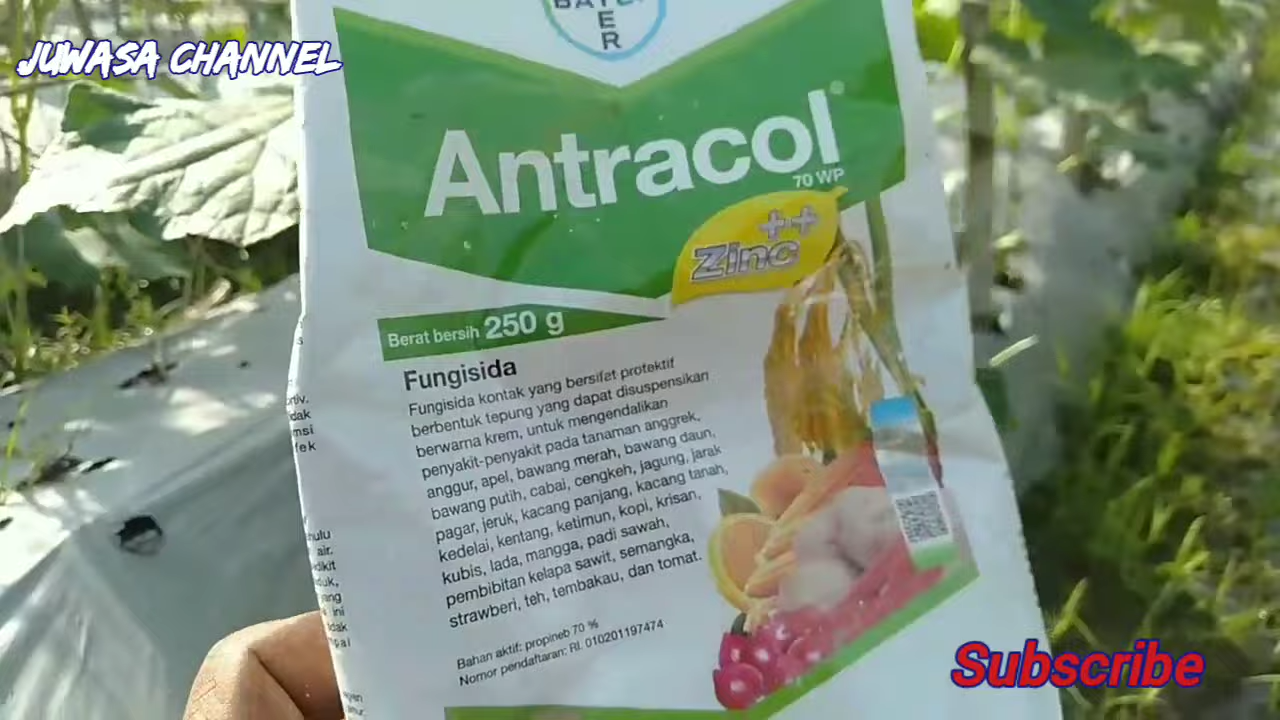 JUWASA CHANNEL
BAYER
E
R
Antracol®
70 WP
Zinc++
Berat bersih 250 g
Fungisida
Fungisida kontak yang bersifat protektif
berbentuk tepung yang dapat disuspensikan
berwarna krem, untuk mengendalikan
penyakit-penyakit pada tanaman anggrek,
anggur, apel, bawang merah, bawang daun,
bawang putih, cabai, cengkeh, jagung, jarak
pagar, jeruk, kacang panjang, kacang tanah,
kedelai, kentang, ketimun, kopi, krisan,
kubis, lada, mangga, padi sawah,
pembibitan kelapa sawit, semangka,
strawberi, teh, tembakau, dan tomat.
Bahan aktif: propineb 70 %
Nomor pendaftaran: RI. 010201197474
Subscribe